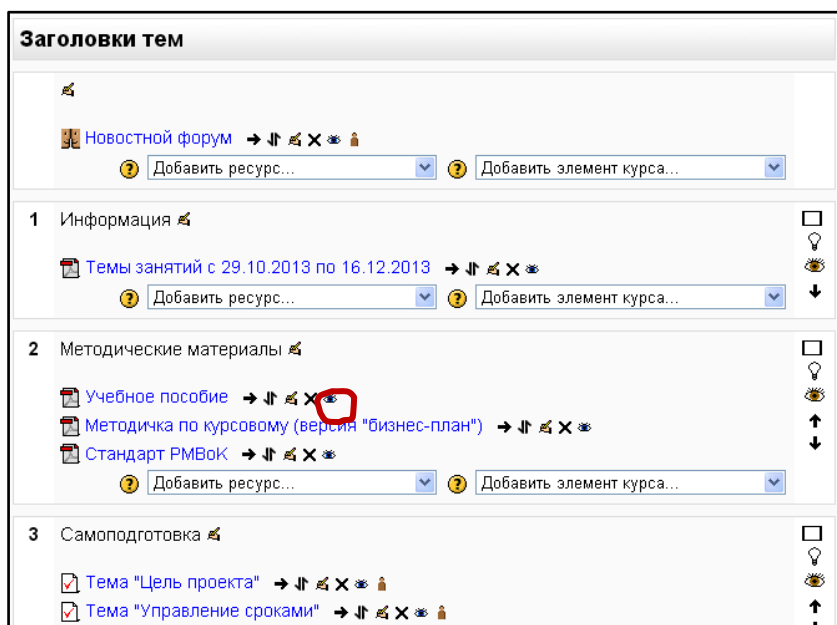 Заголовки тем
Новостной форум
? Добавить ресурс... ? Добавить элемент курса...
1 Информация
Темы занятий с 29.10.2013 по 16.12.2013
? Добавить ресурс... ? Добавить элемент курса...
2 Методические материалы
Учебное пособие
Методичка по курсовому (версия "бизнес-план")
Стандарт PMBoK
? Добавить ресурс... ? Добавить элемент курса...
3 Самоподготовка
Тема "Цель проекта"
Тема "Управление сроками"